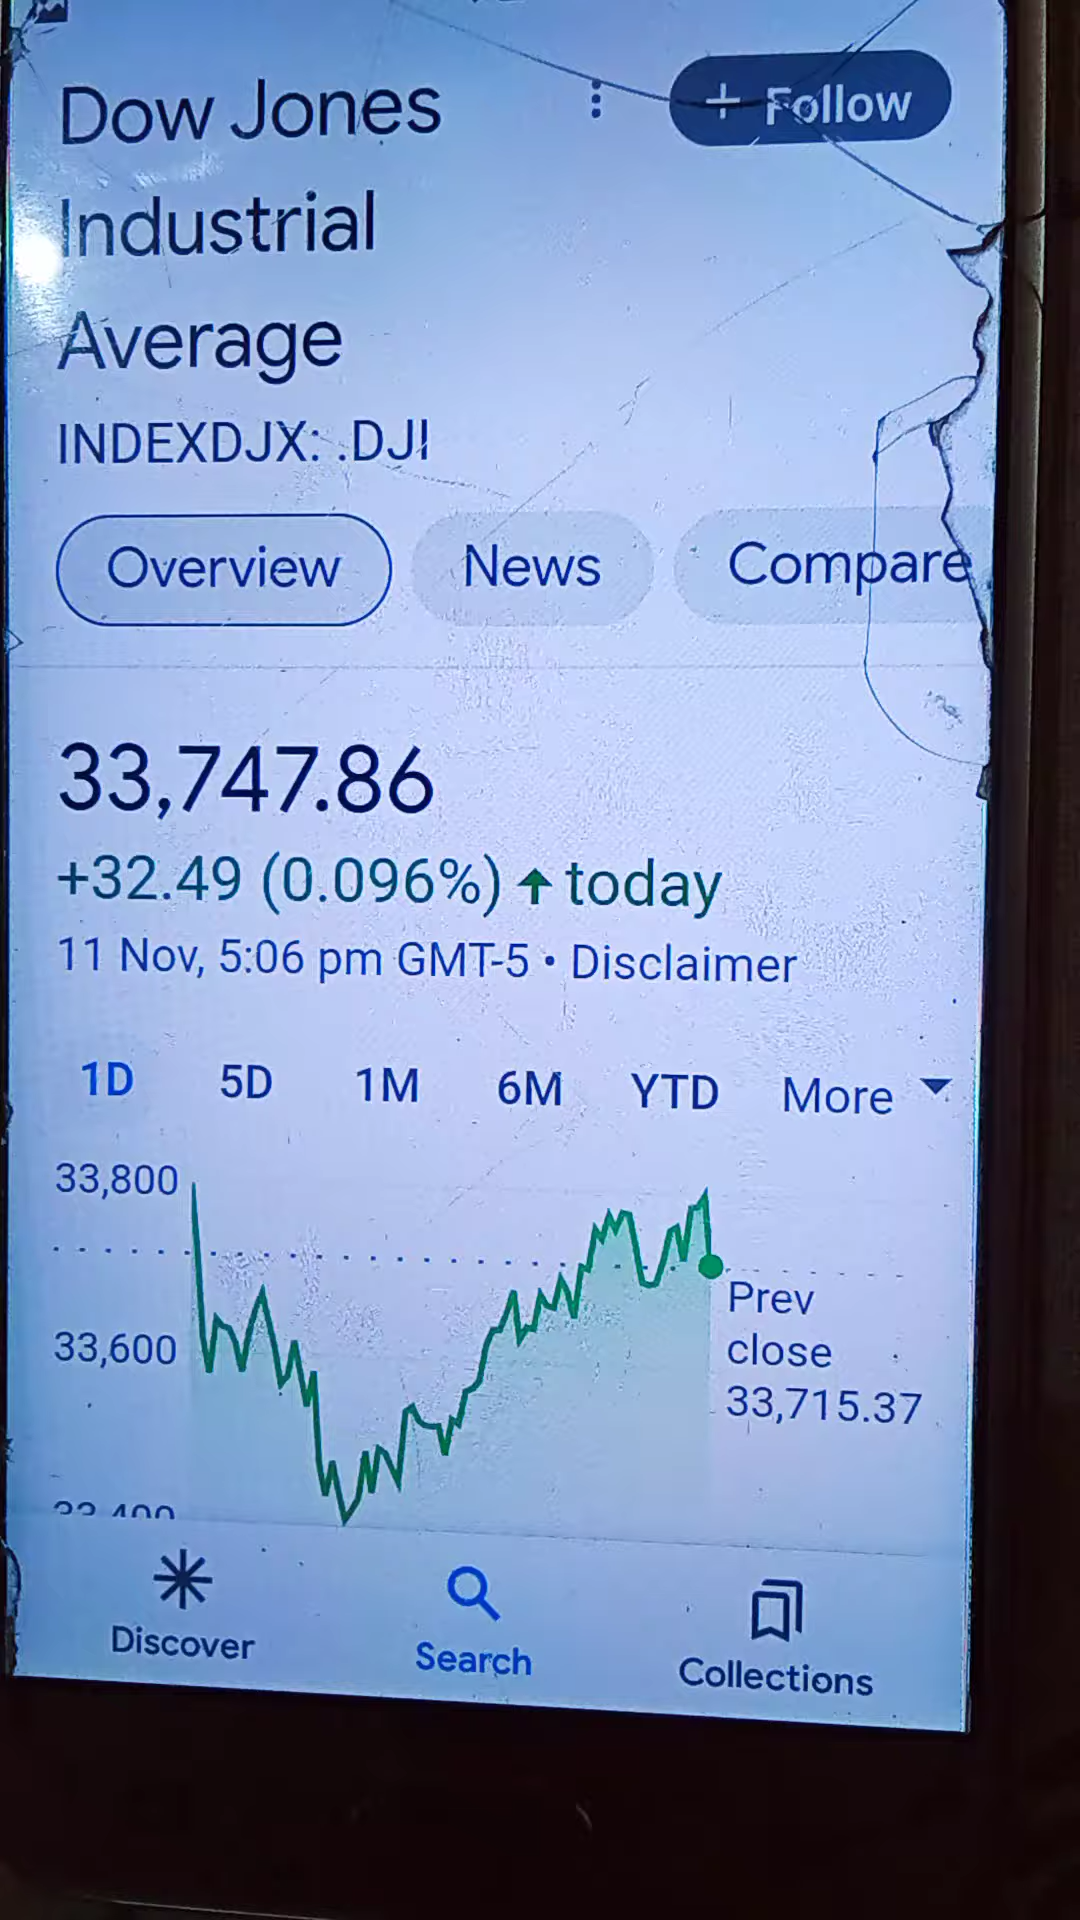 Dow Jones
Industrial
Average
+ Follow
INDEXDJX: .DJI
Overview
News
Compare
33,747.86
+32.49 (0.096%) ↑ today
11 Nov, 5:06 pm GMT-5 • Disclaimer
1D 5D 1M 6M YTD More
33,800
33,600
33,400
Prev
close
33,715.37
Discover
Search
Collections